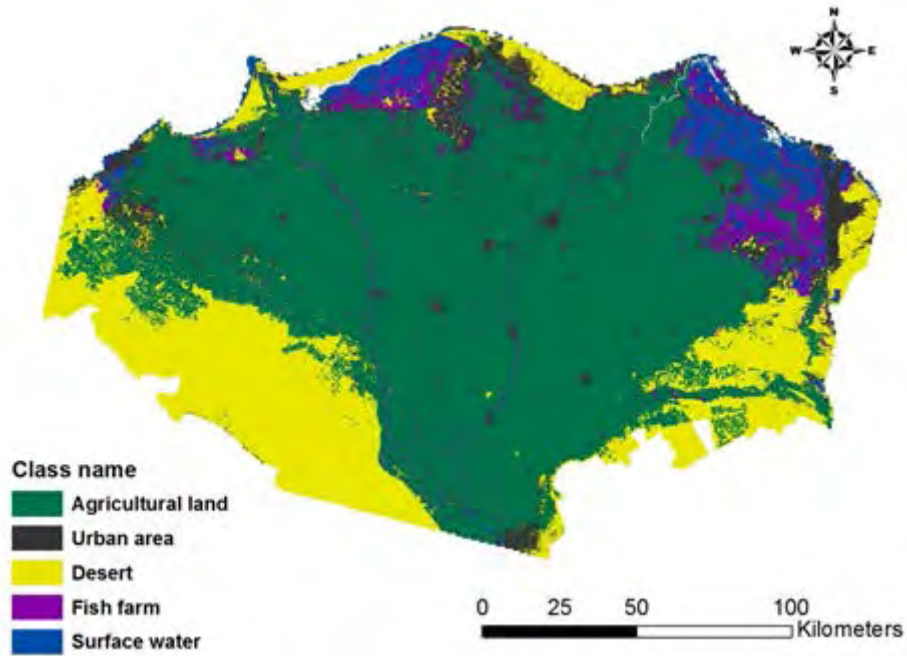 N
W E
S
Class name
Agricultural land
Urban area
Desert
Fish farm
Surface water
0 25 50 100
Kilometers